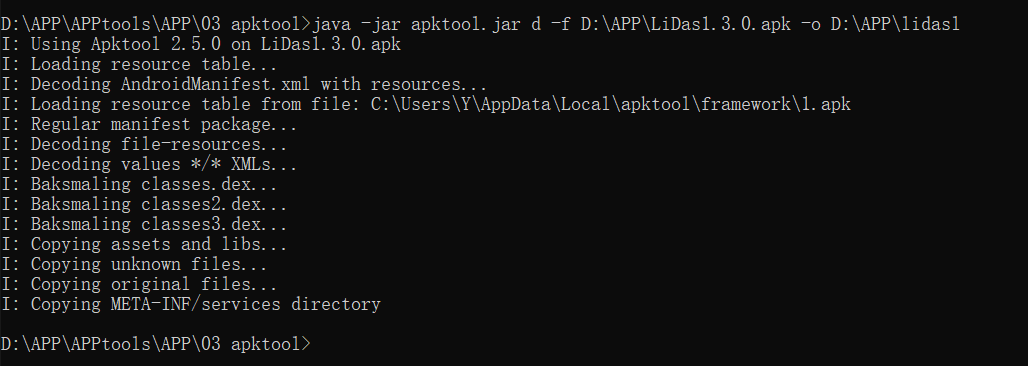 D:\APP\APPtools\APP\03 apktool>java -jar apktool.jar d -f D:\APP\LiDas1.3.0.apk -o D:\APP\lidas1
I: Using Apktool 2.5.0 on LiDas1.3.0.apk
I: Loading resource table...
I: Decoding AndroidManifest.xml with resources...
I: Loading resource table from file: C:\Users\Y\AppData\Local\apktool\framework\1.apk
I: Regular manifest package...
I: Decoding file-resources...
I: Decoding values */* XMLs...
I: Baksmaling classes.dex...
I: Baksmaling classes2.dex...
I: Baksmaling classes3.dex...
I: Copying assets and libs...
I: Copying unknown files...
I: Copying original files...
I: Copying META-INF/services directory
D:\APP\APPtools\APP\03 apktool>